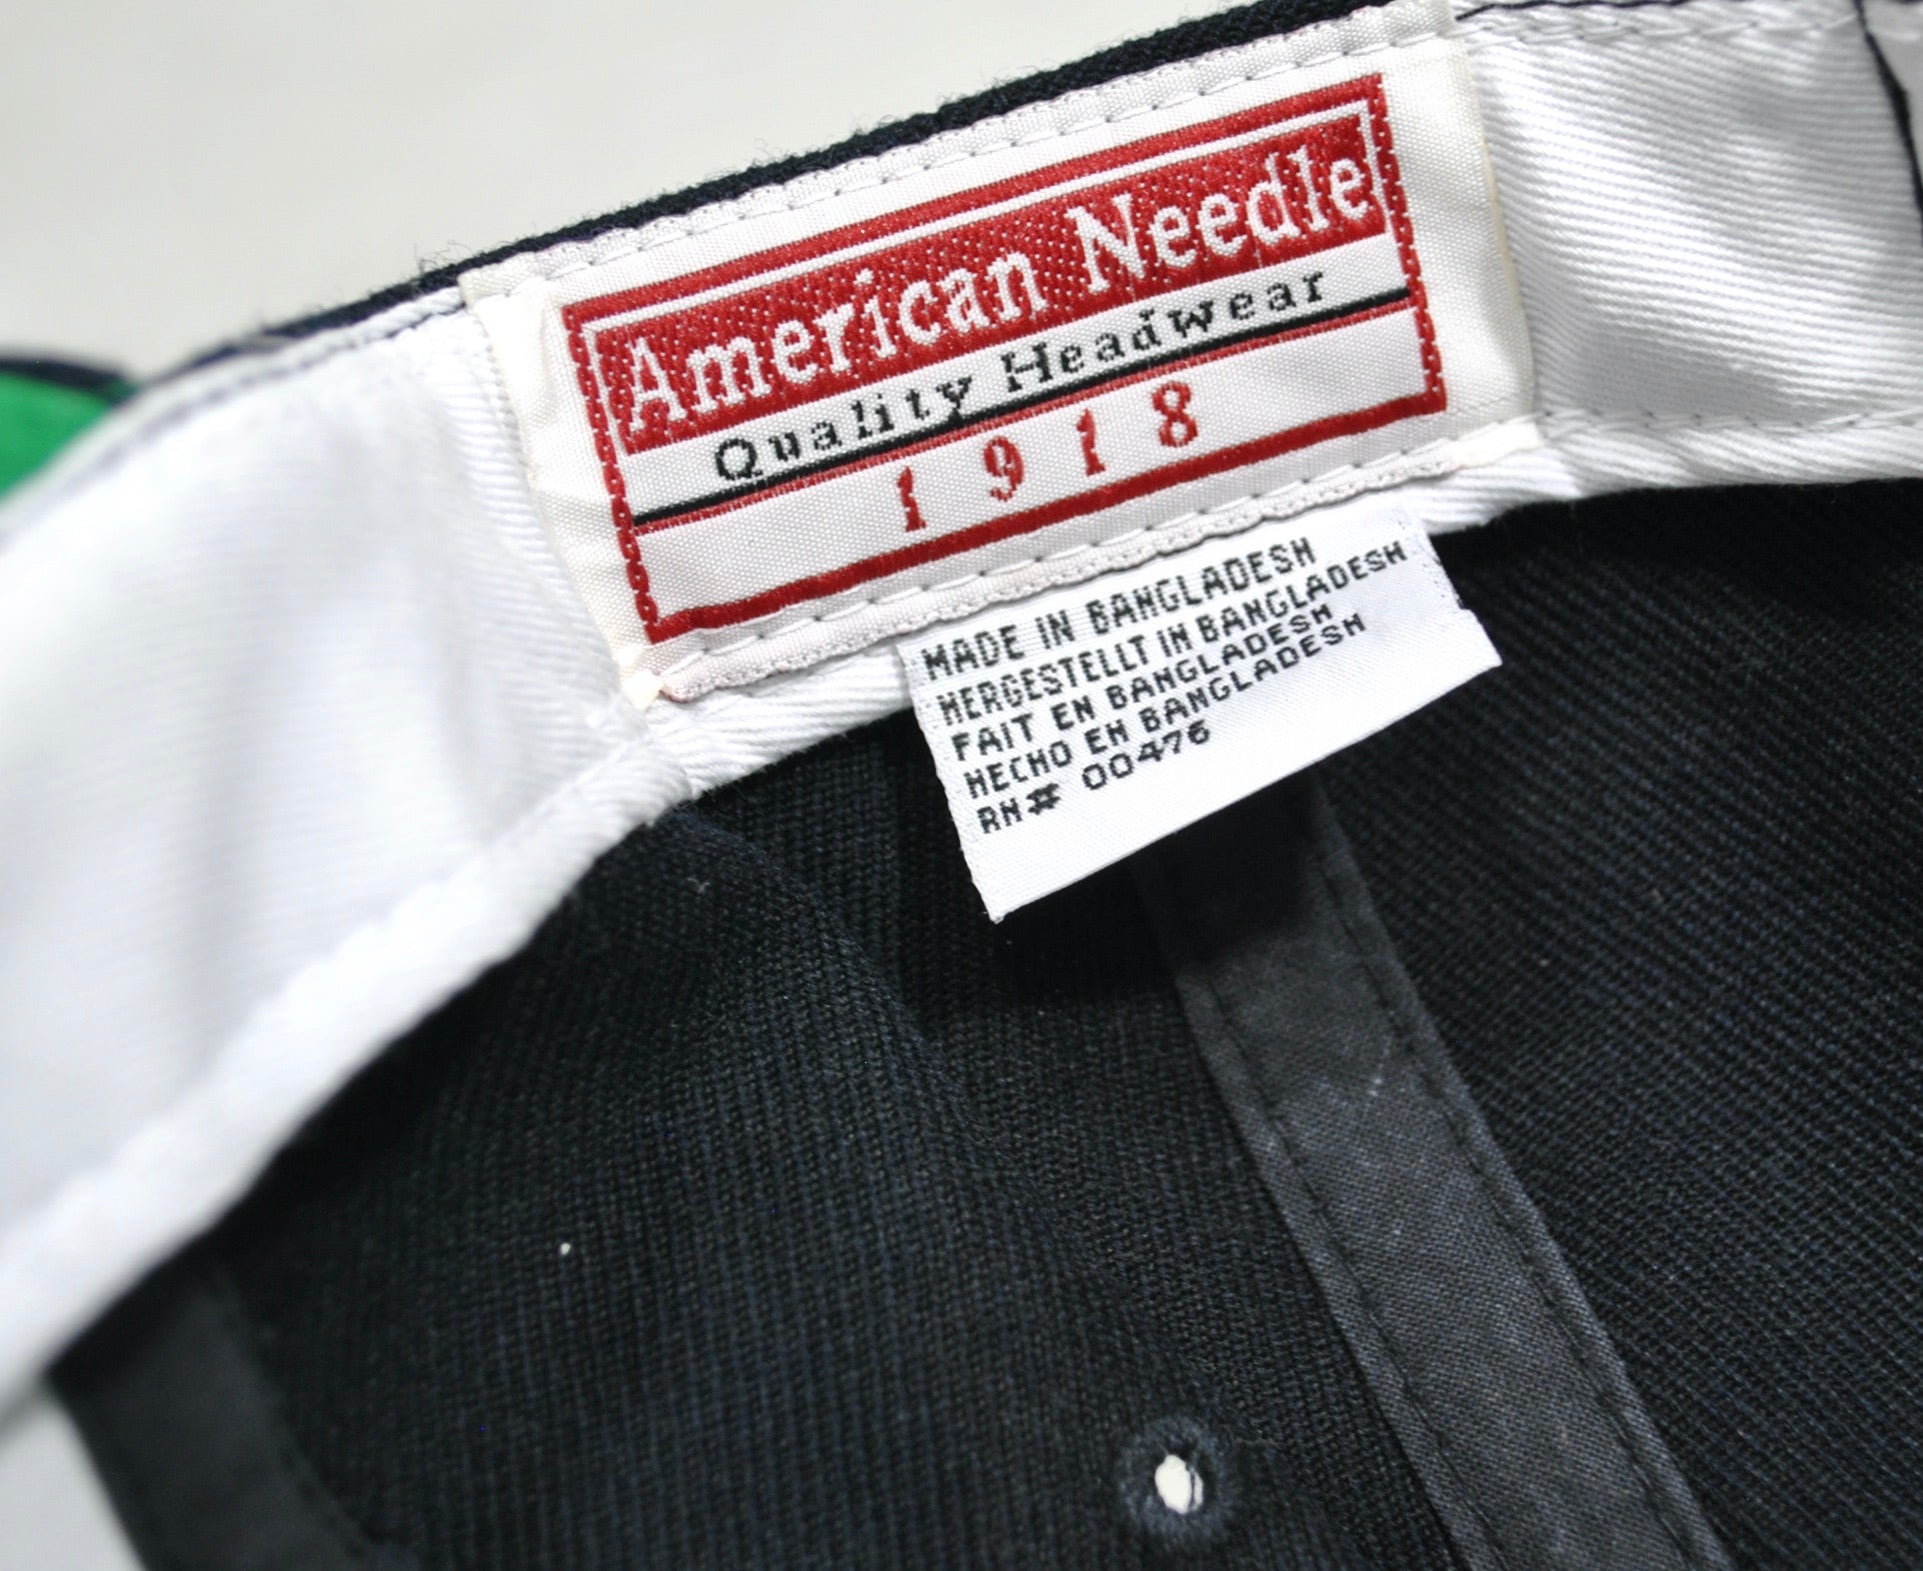 American Needle
Quality Headwear
1918
MADE IN BANGLADESH
HERGESTELLT IN BANGLADESH
FAIT EN BANGLADESH
HECHO EN BANGLADESH
RN# 00476